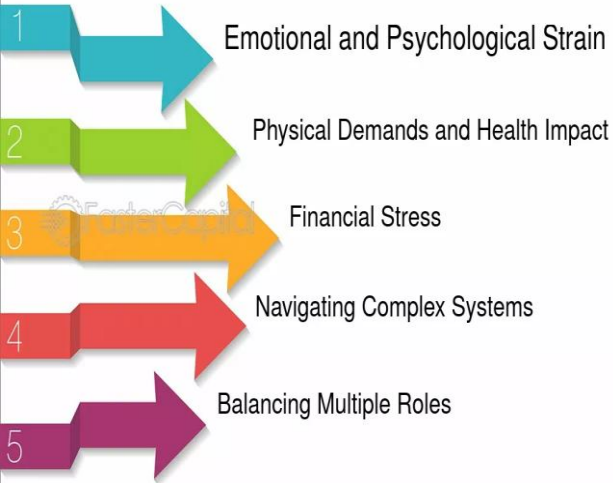 1
Emotional and Psychological Strain
2
Physical Demands and Health Impact
FasterCapital
3
Financial Stress
4
Navigating Complex Systems
5
Balancing Multiple Roles